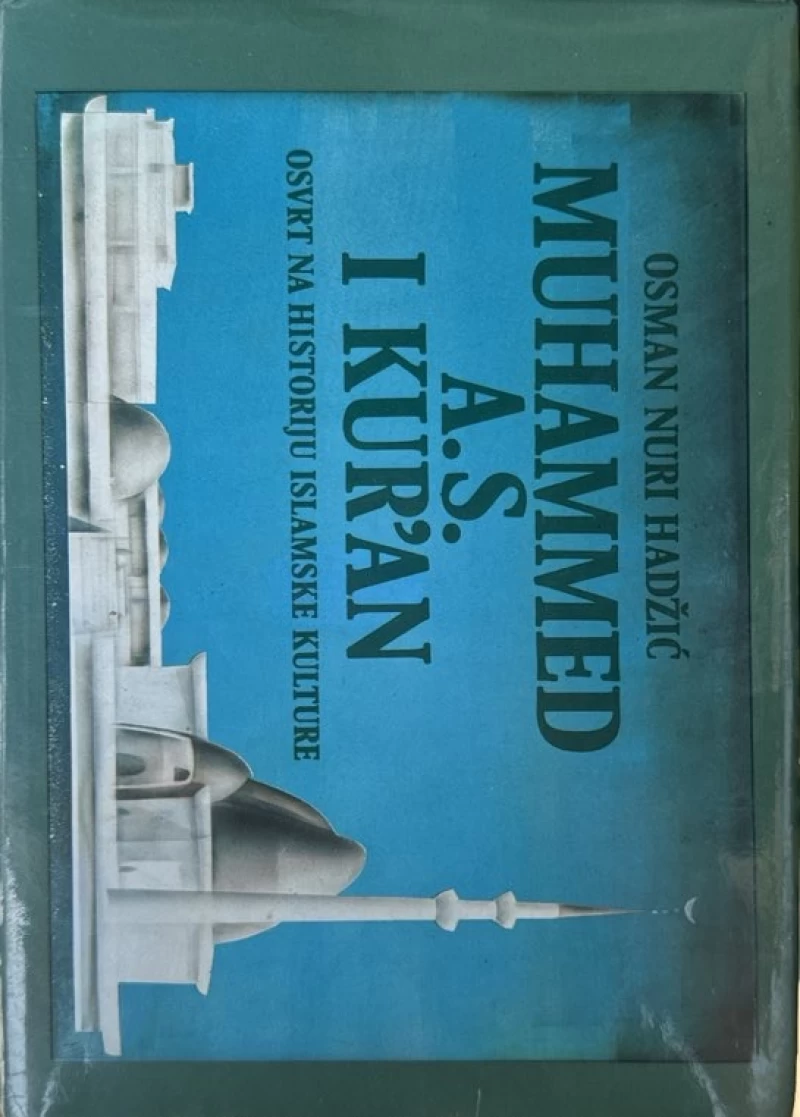 OSMAN NURI HADŽIĆ
MUHAMMED
A.S.
I KUR'AN
OSVRT NA HISTORIJU ISLAMSKE KULTURE